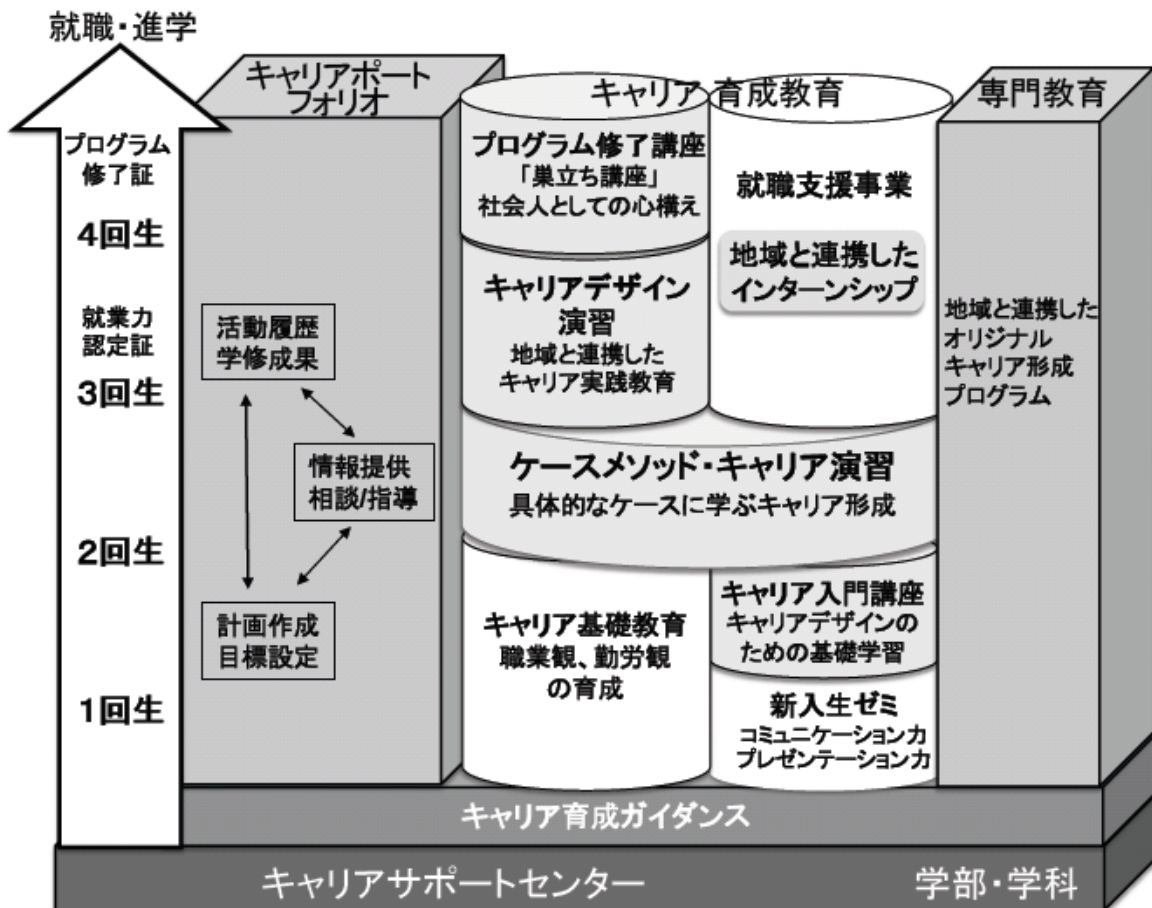 就職・進学
プログラム
修了証
4回生
就業力
認定証
3回生
2回生
1回生
キャリアポート
フォリオ
活動履歴
学修成果
情報提供
相談/指導
計画作成
目標設定
キャリア育成教育
プログラム修了講座
「巣立ち講座」
社会人としての心構え
キャリアデザイン
演習
地域と連携した
キャリア実践教育
就職支援事業
地域と連携した
インターンシップ
ケースメソッド・キャリア演習
具体的なケースに学ぶキャリア形成
キャリア基礎教育
職業観、勤労観
の育成
キャリア入門講座
キャリアデザインの
ための基礎学習
新入生ゼミ
コミュニケーション力
プレゼンテーション力
専門教育
地域と連携した
オリジナル
キャリア形成
プログラム
キャリア育成ガイダンス
キャリアサポートセンター
学部・学科